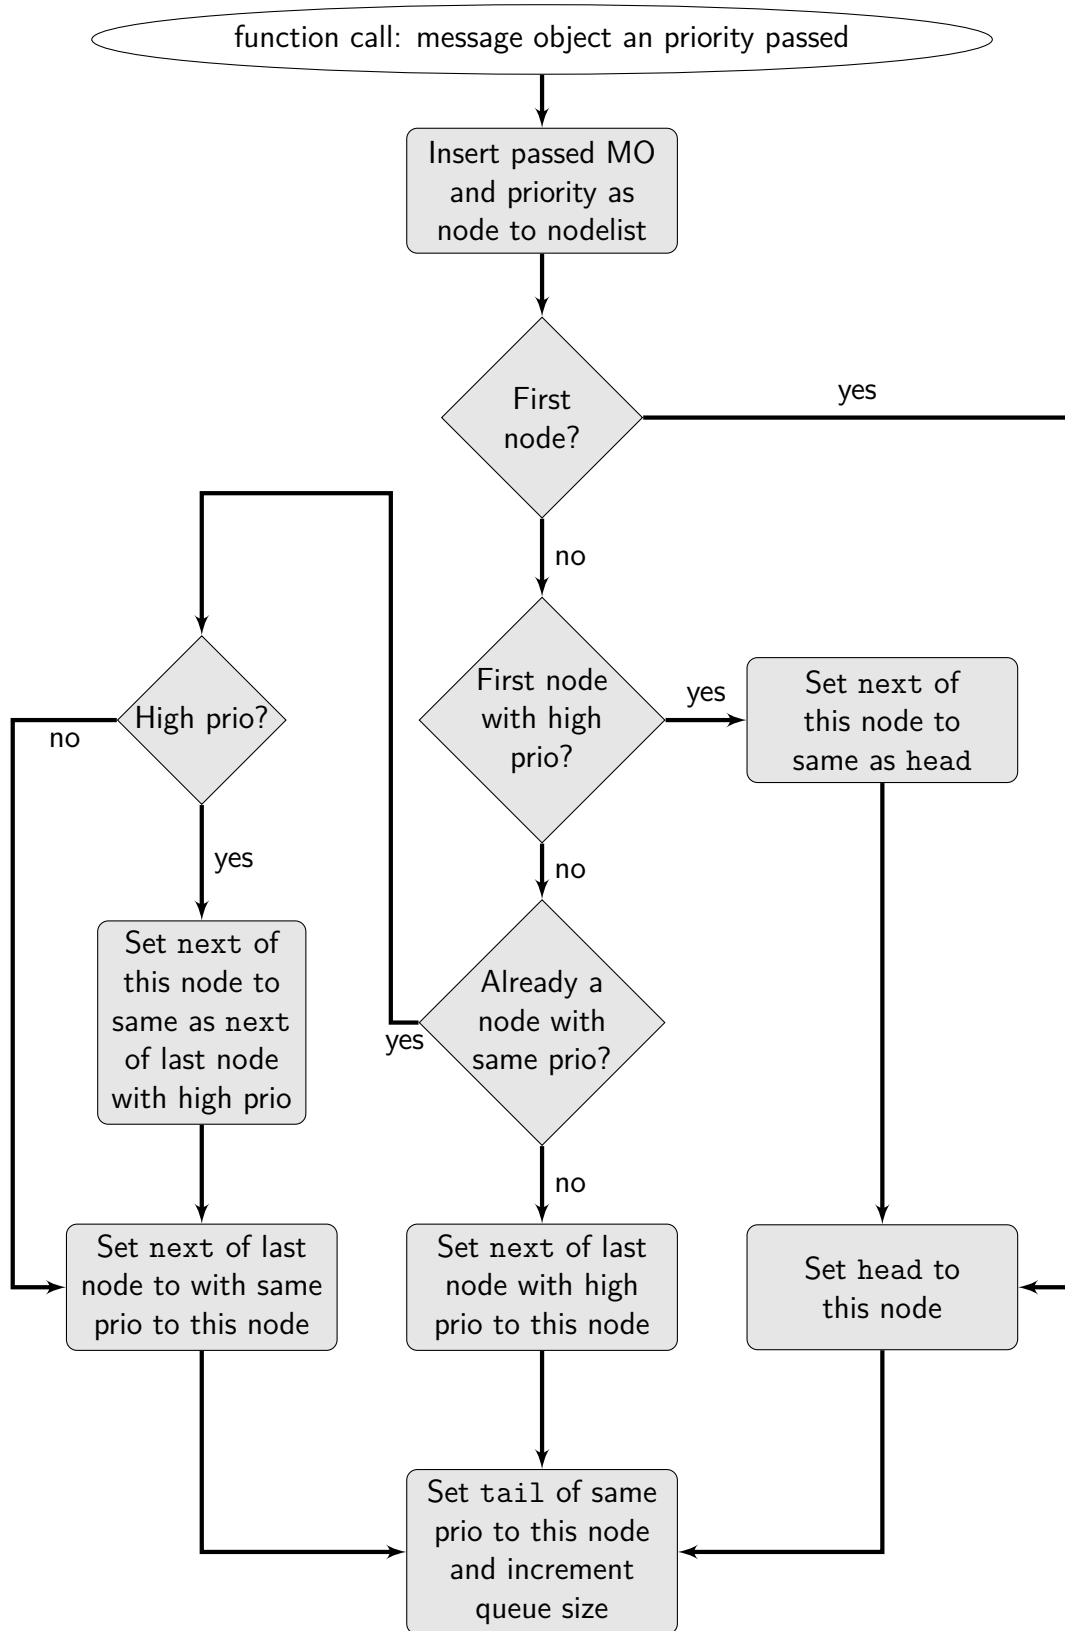 function call: message object an priority passed
Insert passed MO
and priority as
node to nodelist
First
node?
yes
no
First node
with high
prio?
yes
Set next of
this node to
same as head
High prio?
no
yes
no
Already a
node with
same prio?
yes
Set next of
this node to
same as next
of last node
with high prio
no
Set next of last
node to with same
prio to this node
Set next of last
node with high
prio to this node
Set head to
this node
Set tail of same
prio to this node
and increment
queue size